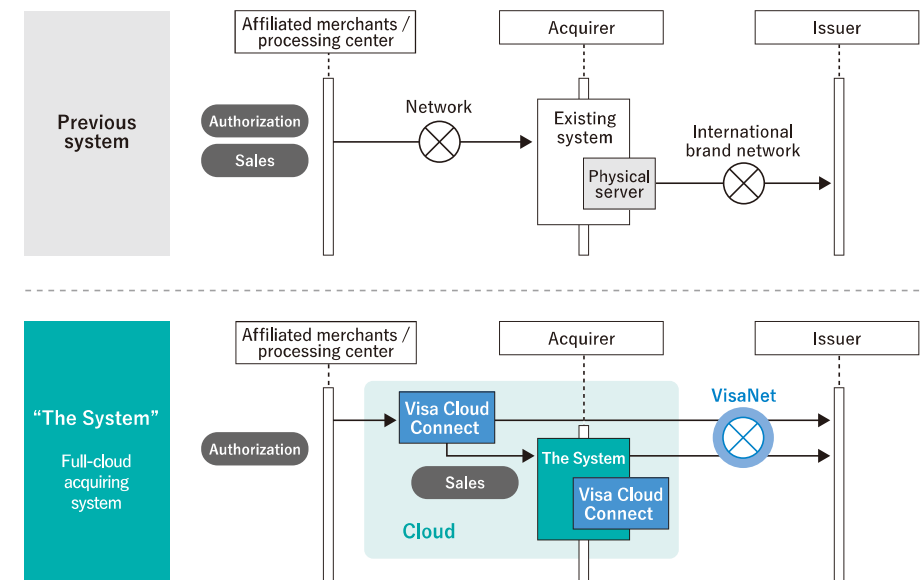 Affiliated merchants /
processing center
Acquirer
Issuer
Previous
system
Authorization
Sales
Network
Existing
system
Physical
server
International
brand network
Affiliated merchants /
processing center
Acquirer
Issuer
“The System”
Full-cloud
acquiring
system
Authorization
Visa Cloud
Connect
Sales
The System
Visa Cloud
Connect
Cloud
VisaNet